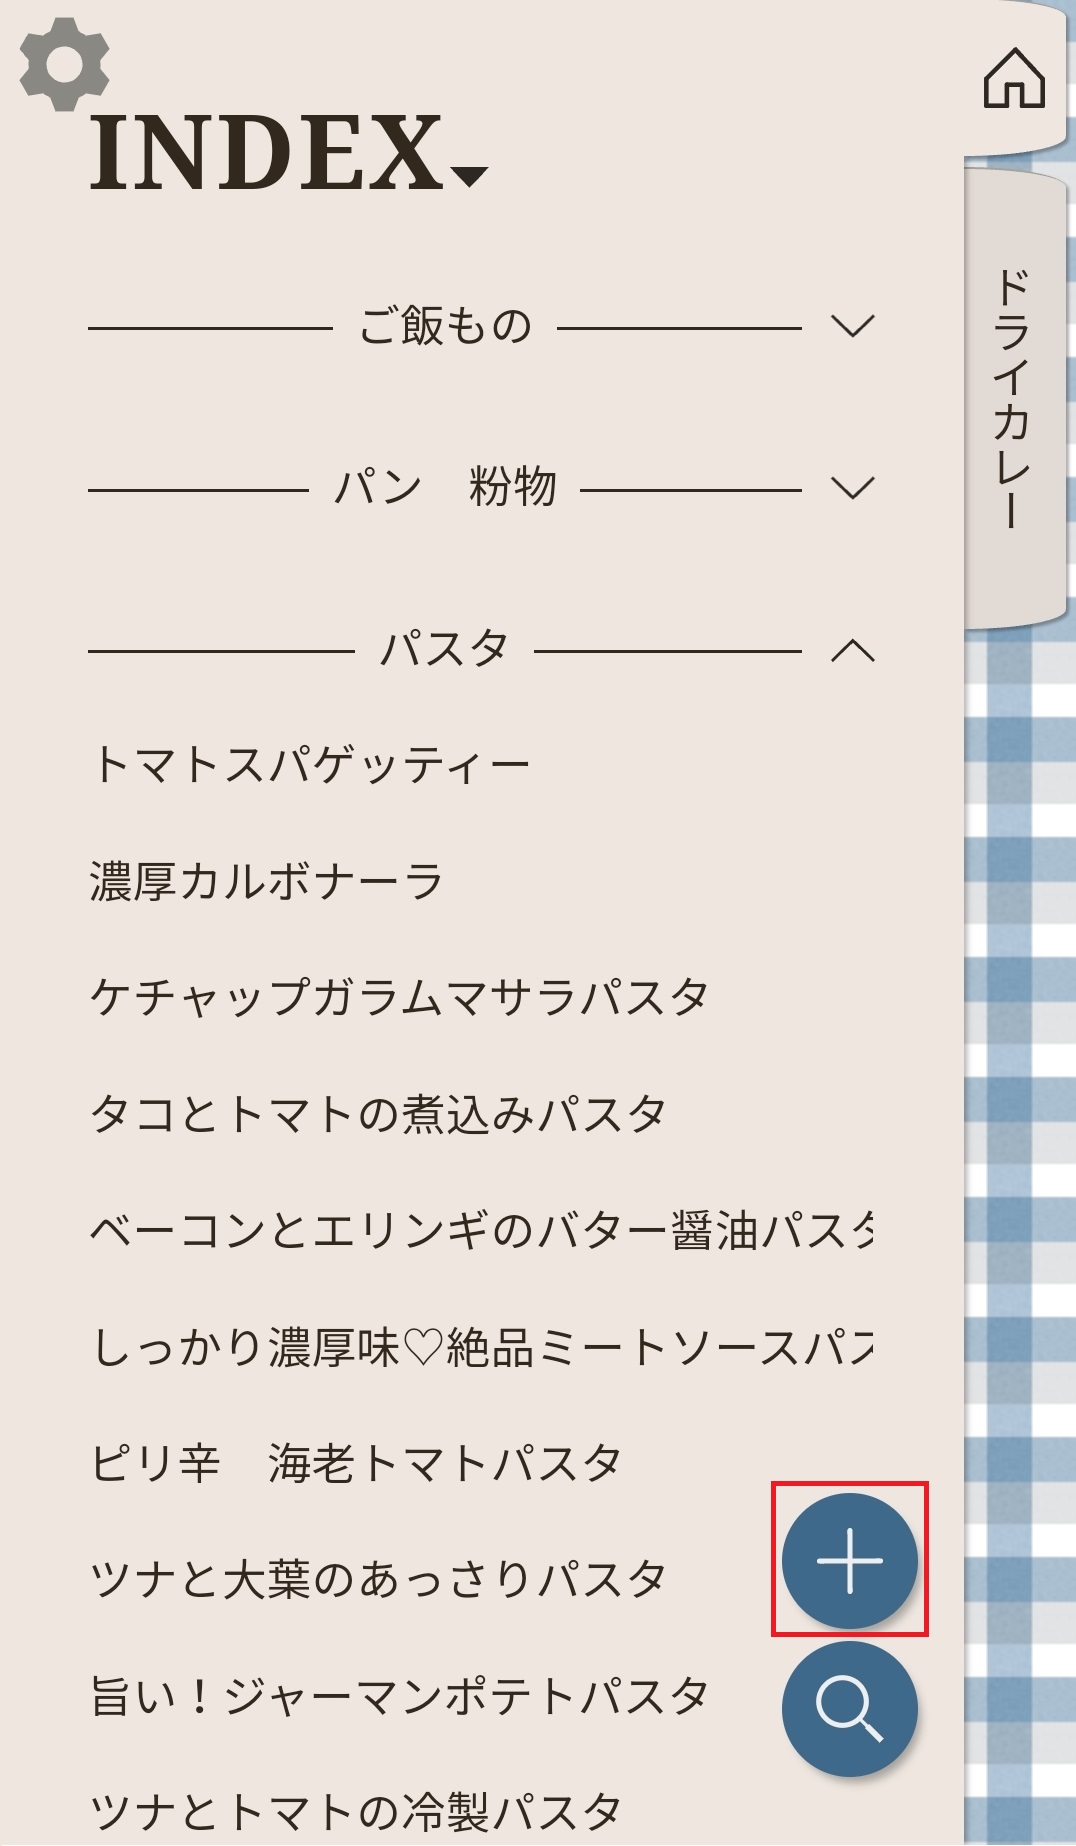 INDEX
ご飯もの
パン　粉物
パスタ
トマトスパゲッティー
濃厚カルボナーラ
ケチャップガラムマサラパスタ
タコとトマトの煮込みパスタ
ベーコンとエリンギのバター醤油パスタ
しっかり濃厚味♡絶品ミートソースパス
ピリ辛　海老トマトパスタ
ツナと大葉のあっさりパスタ
旨い！ジャーマンポテトパスタ
ツナとトマトの冷製パスタ
ドライカレー